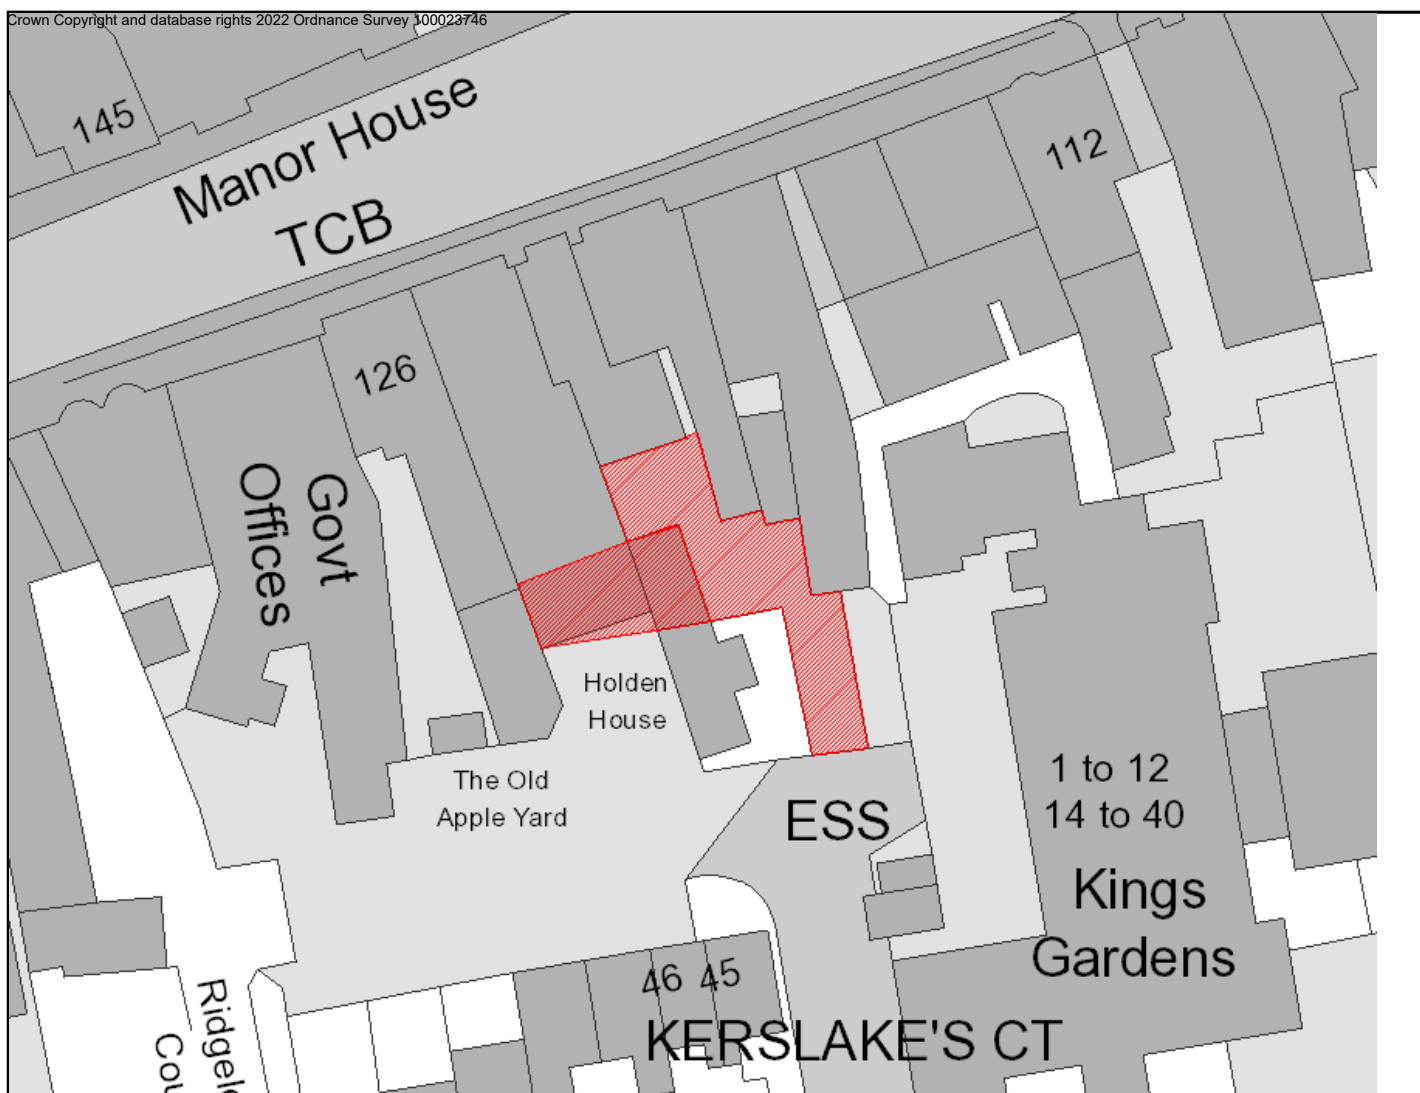 Crown Copyright and database rights 2022 Ordnance Survey 100023746
145
Manor House
TCB
112
126
Govt
Offices
Holden
House
The Old
Apple Yard
ESS
1 to 12
14 to 40
Kings
Gardens
46 45
KERSLAKE'S CT